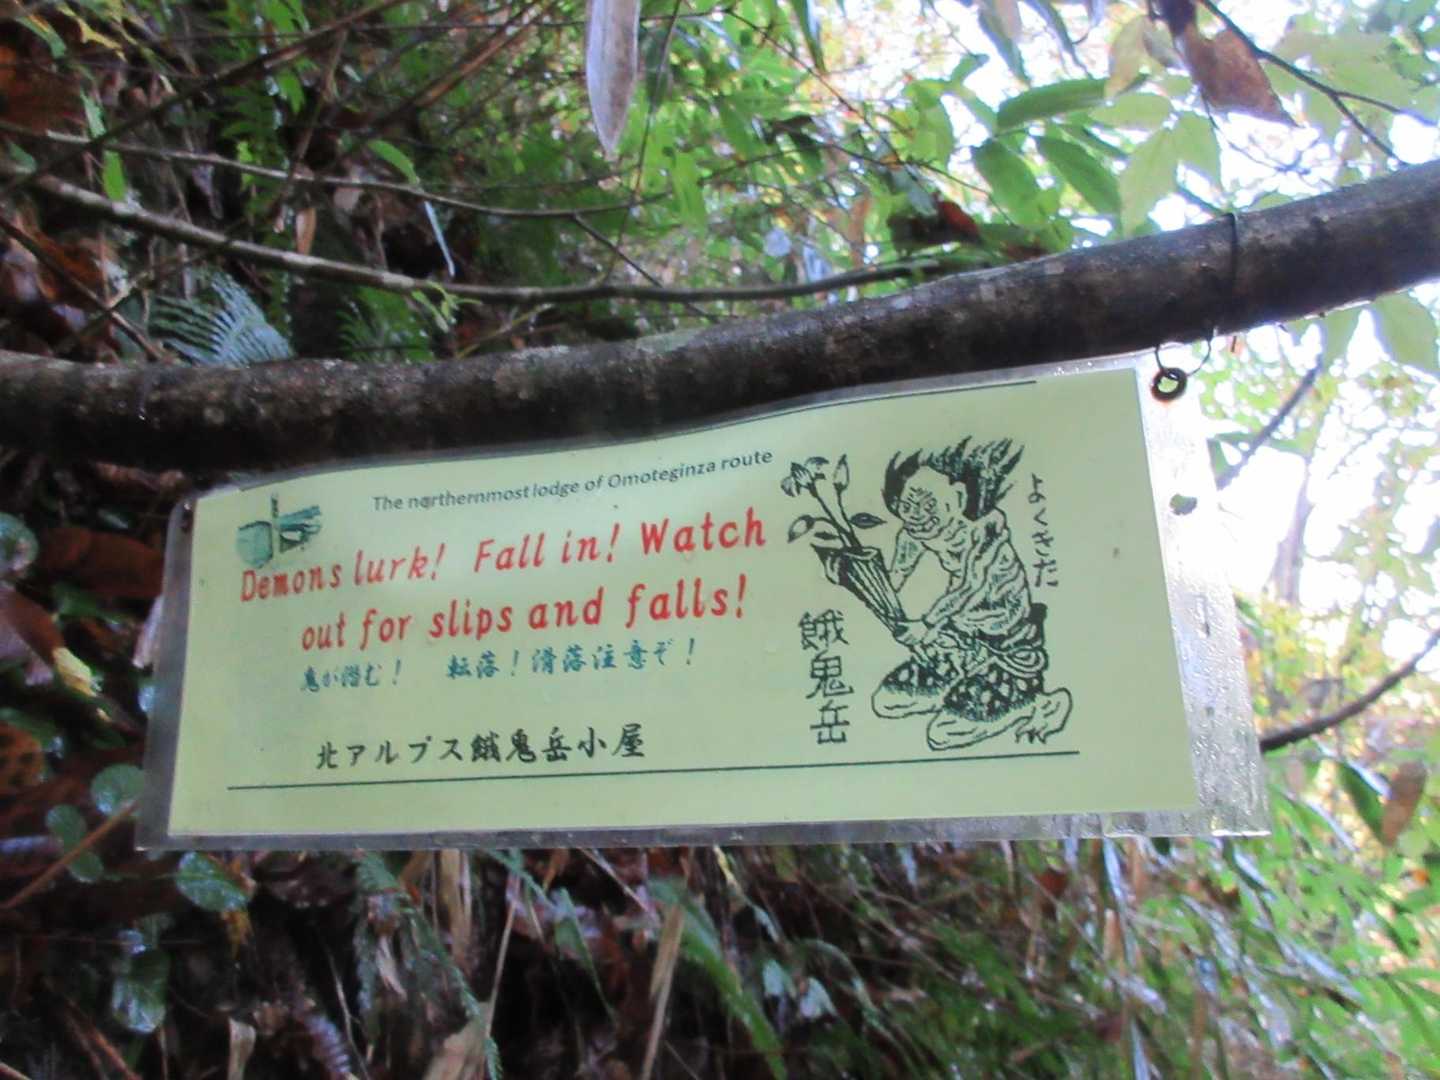 The northernmost lodge of Omoteginza route
Demons lurk! Fall in! Watch
out for slips and falls!
鬼が潜む! 転落!滑落注意ぞ!
北アルプス餓鬼岳小屋
よくきた
餓鬼岳